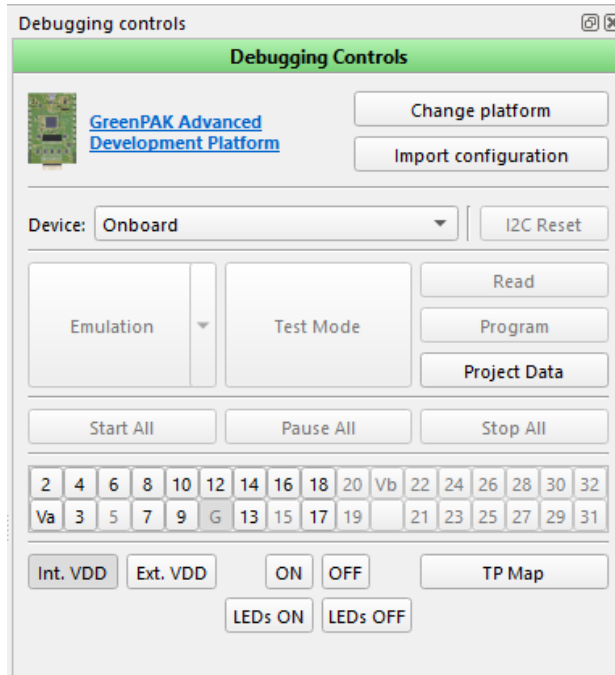 Debugging controls
Debugging Controls
GreenPAK Advanced
Development Platform
Change platform
Import configuration
Device: Onboard I2C Reset
Emulation Test Mode
Read
Program
Project Data
Start All Pause All Stop All
2 4 6 8 10 12 14 16 18 20 Vb 22 24 26 28 30 32
Va 3 5 7 9 G 13 15 17 19 21 23 25 27 29 31
Int. VDD Ext. VDD ON OFF TP Map
LEDs ON LEDs OFF